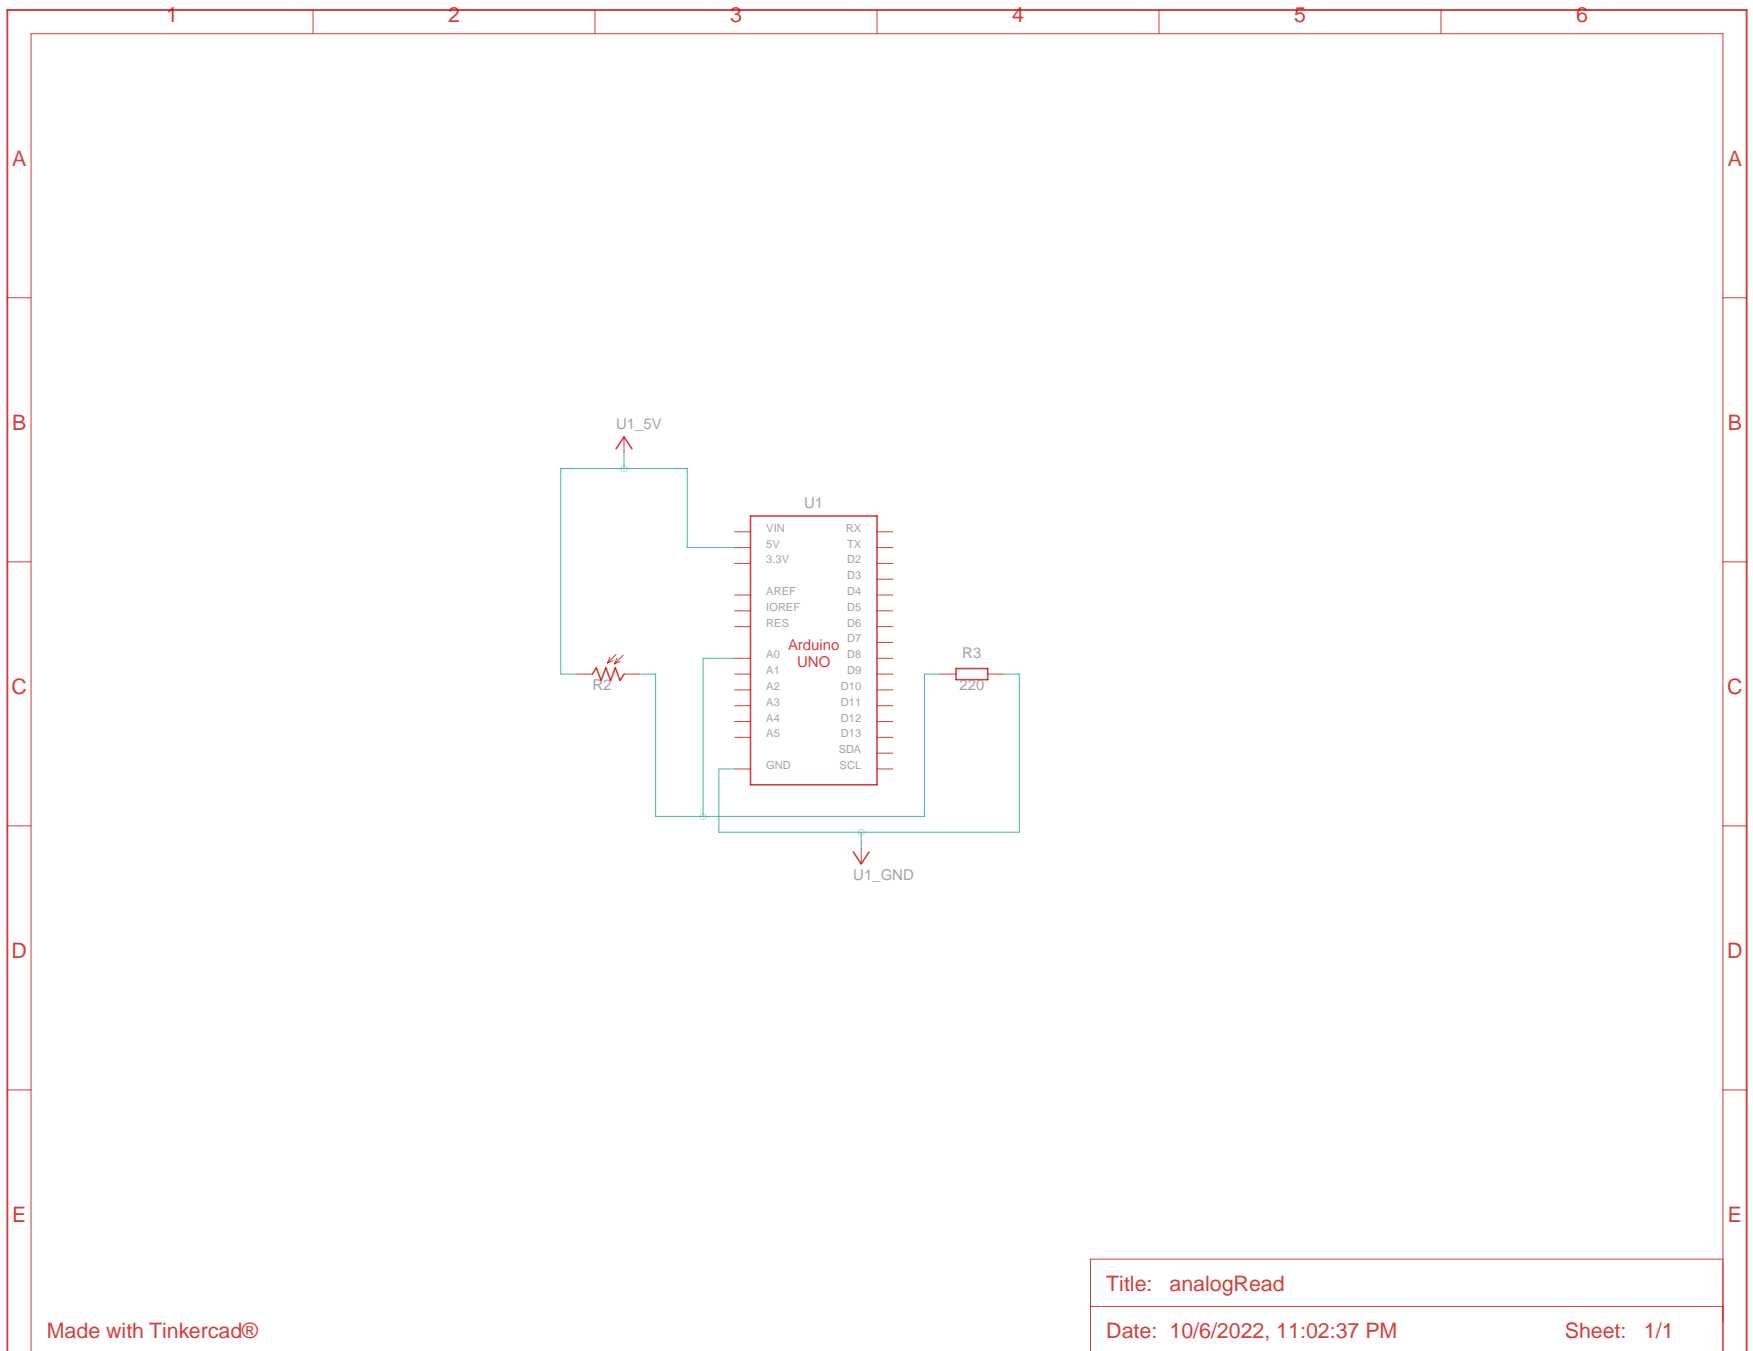 1 2 3 4 5 6
A A
B B
U1_5V
U1
VIN RX
5V TX
3.3V D2
D3
AREF D4
IOREF D5
RES D6
D7
Arduino
UNO
A0 D8
A1 D9
A2 D10
A3 D11
A4 D12
A5 D13
SDA
GND SCL
R3
220
R2
C C
U1_GND
D D
E E
Title: analogRead
Made with Tinkercad®
Date: 10/6/2022, 11:02:37 PM Sheet: 1/1